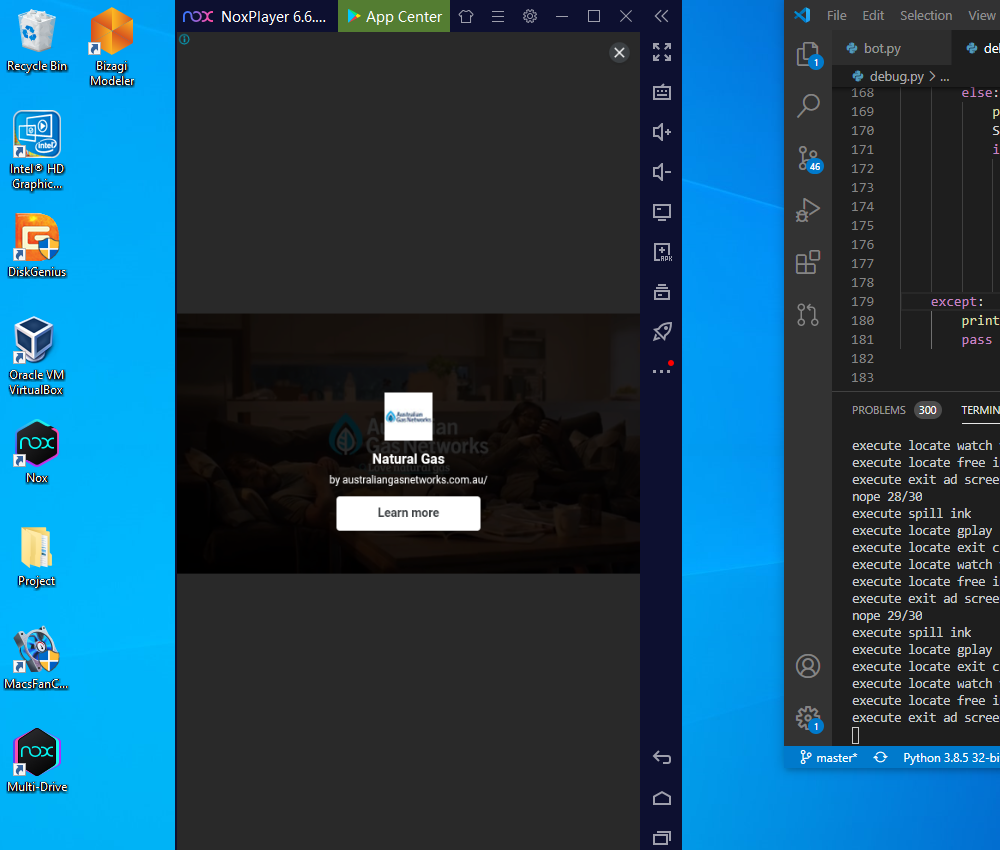 Recycle Bin
Bizagi
Modeler
Intel® HD
Graphic...
DiskGenius
Oracle VM
VirtualBox
Nox
Project
MacsFanC...
Multi-Drive
nox NoxPlayer 6.6.... App Center
Australian
Gas Networks
Natural Gas
by australiangasnetworks.com.au/
Learn more
APK
File Edit Selection View
bot.py
debug.py > ...
168 else:
169 p
170 S
171 i
172
173
174
175
176
177
178
179 except:
180 print
181 pass
182
183
1
46
1
PROBLEMS 300 TERMIN
execute locate watch
execute locate free i
execute exit ad scree
nope 28/30
execute spill ink
execute locate gplay
execute locate exit c
execute locate watch
execute locate free i
execute exit ad scree
nope 29/30
execute spill ink
execute locate gplay
execute locate exit c
execute locate watch
execute locate free i
execute exit ad scree
master* Python 3.8.5 32-bi